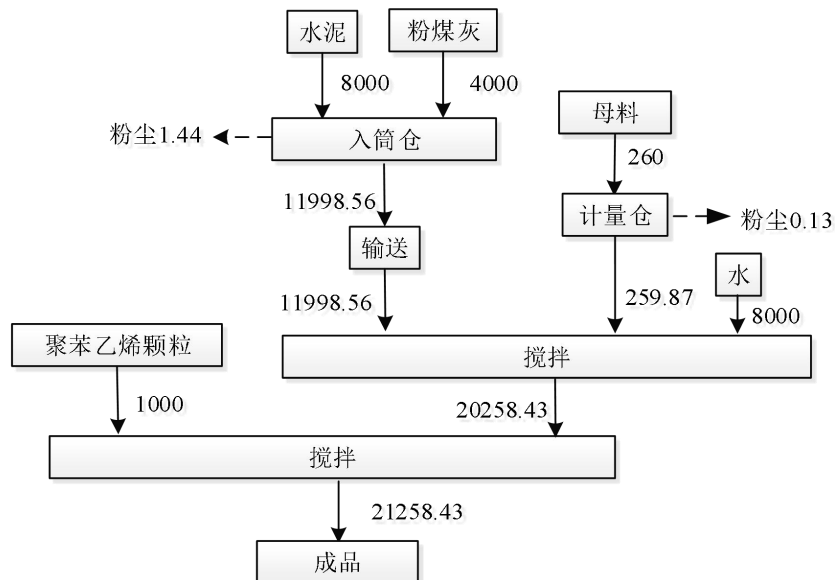 水泥
粉煤灰
8000
4000
母料
粉尘1.44
入筒仓
260
11998.56
计量仓
粉尘0.13
输送
水
11998.56
259.87
8000
聚苯乙烯颗粒
搅拌
1000
20258.43
搅拌
21258.43
成品